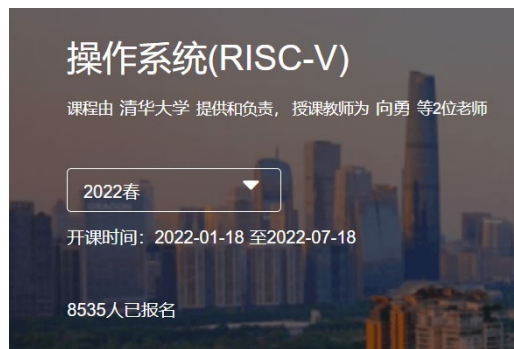 操作系统(RISC-V)
课程由 清华大学 提供和负责，授课教师为 向勇 等2位老师
2022春
开课时间：2022-01-18 至2022-07-18
8535人已报名